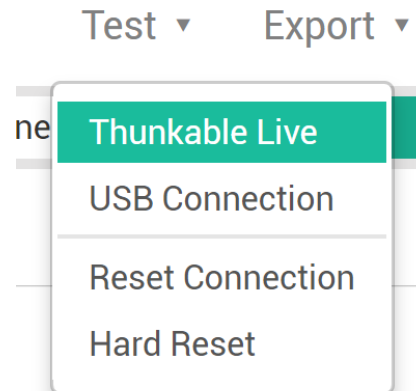 Test ▾ Export ▾
ne
Thunkable Live
USB Connection
Reset Connection
Hard Reset